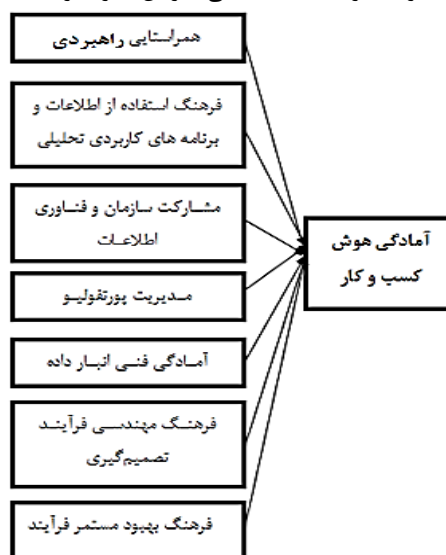 همراستایی راهبردی
فرهنگ استفاده از اطلاعات و
برنامه های کاربردی تحلیلی
مشارکت سازمان و فناوری
اطلاعات
مدیریت پورتفولیو
آمادگی فنی انبار داده
فرهنگ مهندسی فرآیند
تصمیم‌گیری
فرهنگ بهبود مستمر فرآیند
آمادگی هوش
کسب و کار